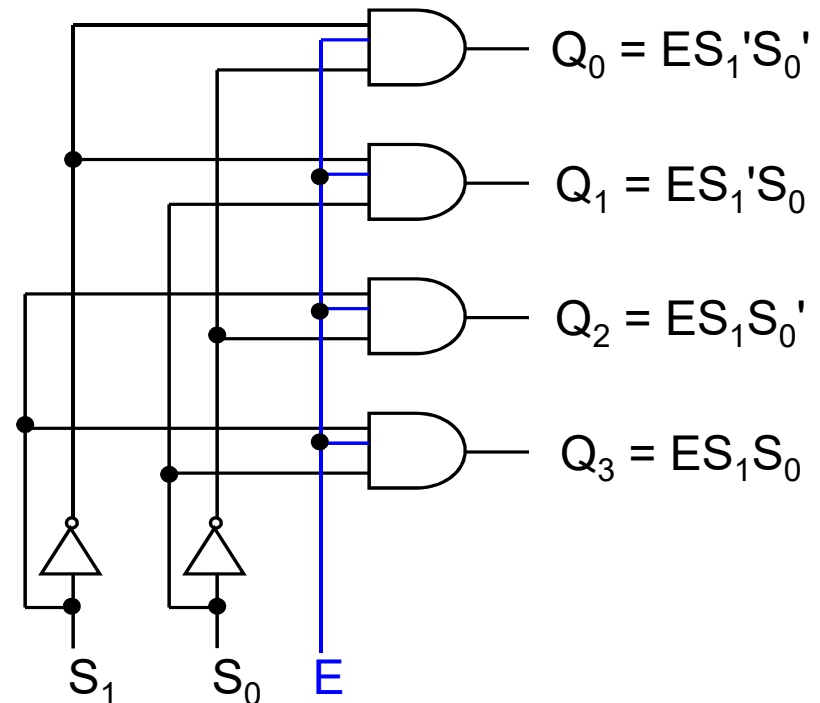 Q₀ = ES₁'S₀'
Q₁ = ES₁'S₀
Q₂ = ES₁S₀'
Q₃ = ES₁S₀
S₁ S₀ E